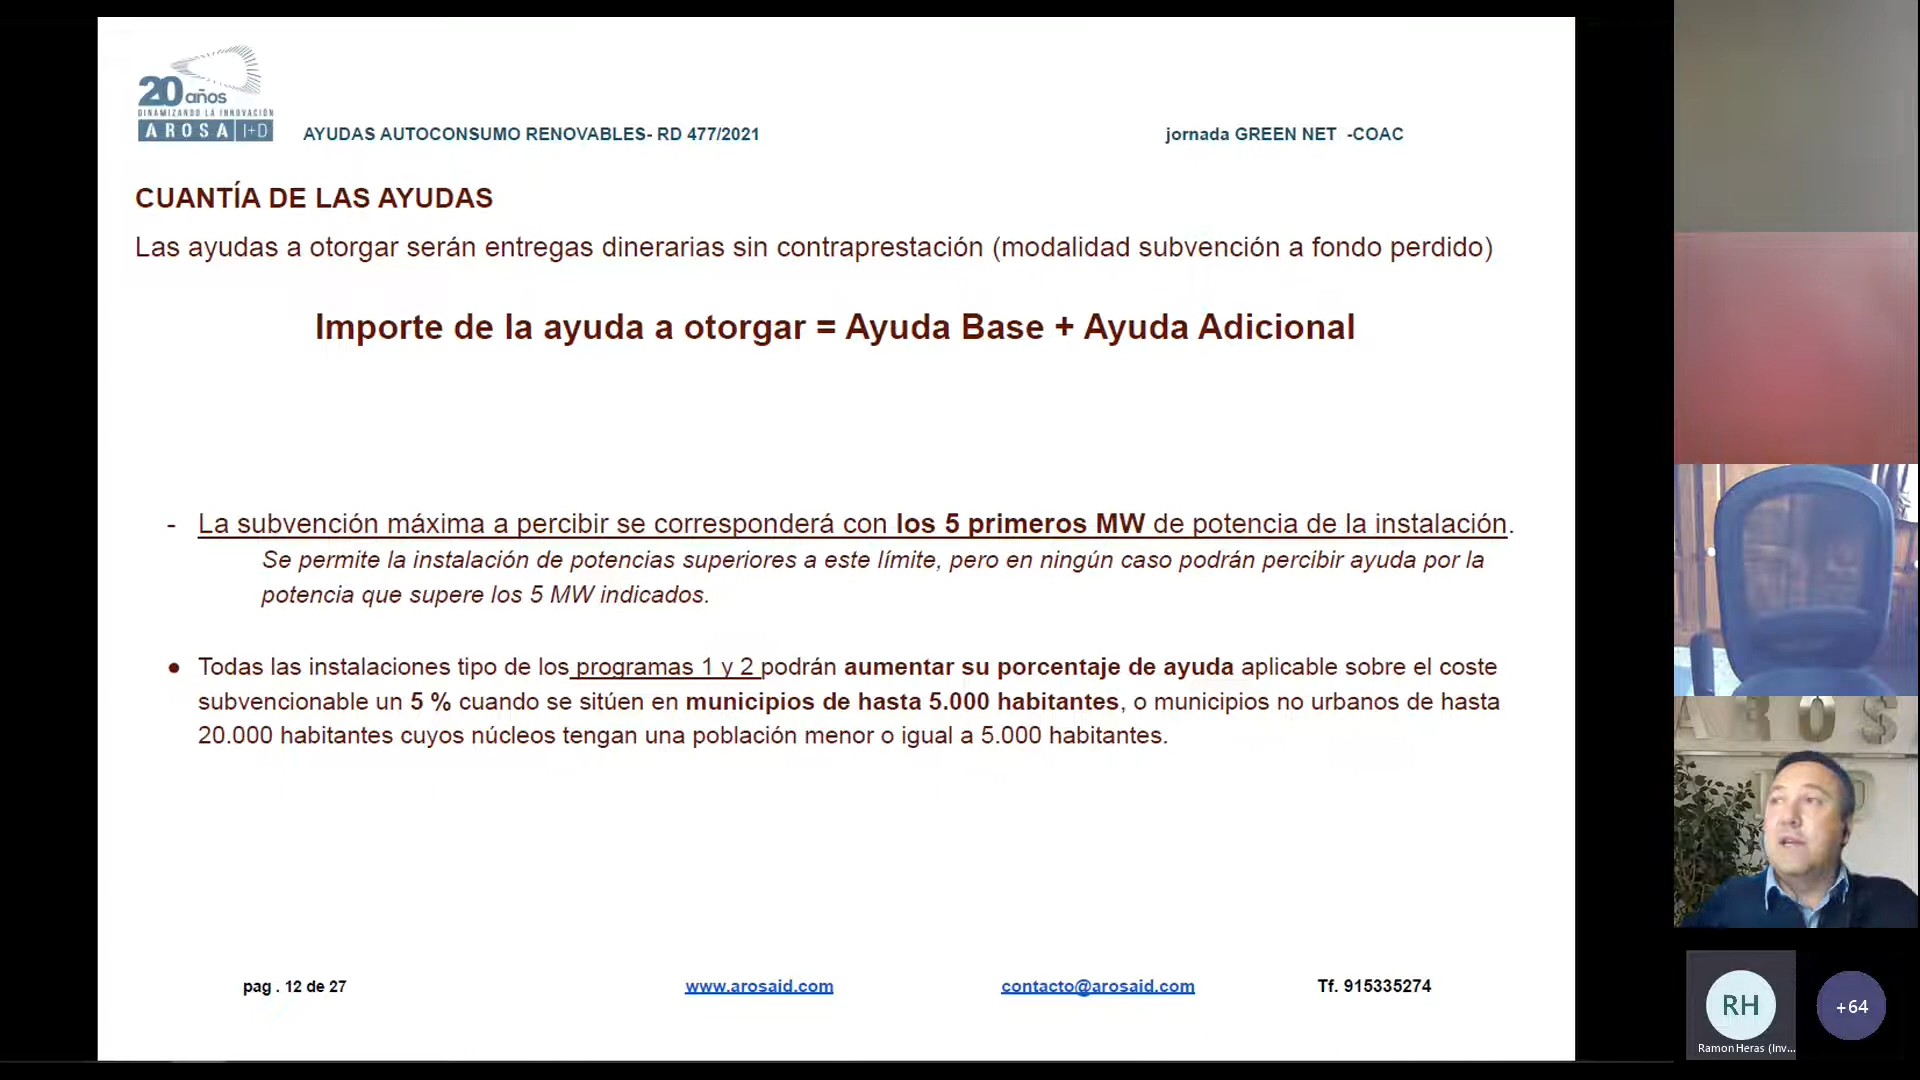 20 años
DINAMIZANDO LA INNOVACIÓN
AROSA I+D
AYUDAS AUTOCONSUMO RENOVABLES- RD 477/2021
jornada GREEN NET -COAC
CUANTÍA DE LAS AYUDAS
Las ayudas a otorgar serán entregas dinerarias sin contraprestación (modalidad subvención a fondo perdido)
Importe de la ayuda a otorgar = Ayuda Base + Ayuda Adicional
- La subvención máxima a percibir se corresponderá con los 5 primeros MW de potencia de la instalación.
Se permite la instalación de potencias superiores a este límite, pero en ningún caso podrán percibir ayuda por la
potencia que supere los 5 MW indicados.
● Todas las instalaciones tipo de los programas 1 y 2 podrán aumentar su porcentaje de ayuda aplicable sobre el coste
subvencionable un 5 % cuando se sitúen en municipios de hasta 5.000 habitantes, o municipios no urbanos de hasta
20.000 habitantes cuyos núcleos tengan una población menor o igual a 5.000 habitantes.
pag . 12 de 27
www.arosaid.com
contacto@arosaid.com
Tf. 915335274
AROS
D
RH
+64
Ramon Heras (Inv...